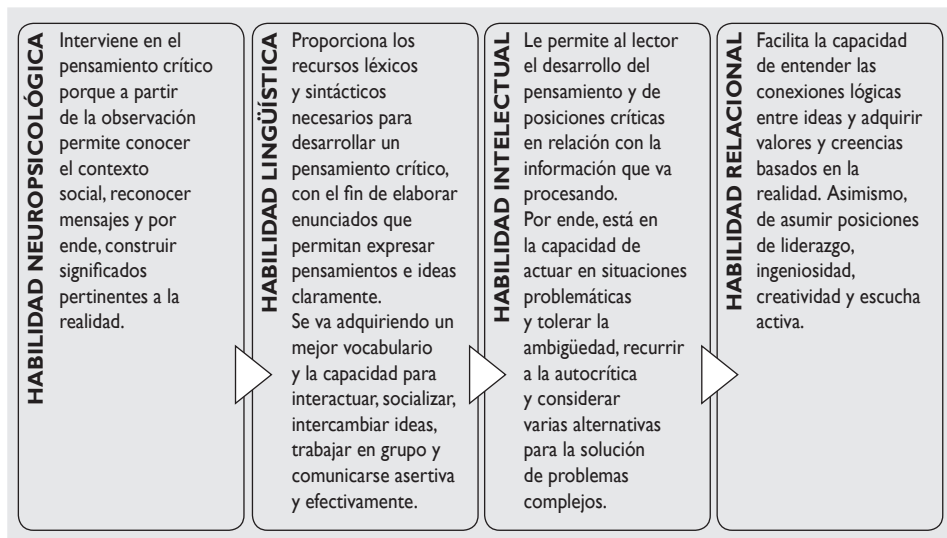 HABILIDAD NEUROPSICOLÓGICA
Interviene en el
pensamiento crítico
porque a partir
de la observación
permite conocer
el contexto
social, reconocer
mensajes y por
ende, construir
significados
pertinentes a la
realidad.
HABILIDAD LINGÜÍSTICA
Proporciona los
recursos léxicos
y sintácticos
necesarios para
desarrollar un
pensamiento crítico,
con el fin de elaborar
enunciados que
permitan expresar
pensamientos e ideas
claramente.
Se va adquiriendo un
mejor vocabulario
y la capacidad para
interactuar, socializar,
intercambiar ideas,
trabajar en grupo y
comunicarse asertiva
y efectivamente.
HABILIDAD INTELECTUAL
Le permite al lector
el desarrollo del
pensamiento y de
posiciones críticas
en relación con la
información que va
procesando.
Por ende, está en
la capacidad de
actuar en situaciones
problemáticas
y tolerar la
ambigüedad, recurrir
a la autocrítica
y considerar
varias alternativas
para la solución
de problemas
complejos.
HABILIDAD RELACIONAL
Facilita la capacidad
de entender las
conexiones lógicas
entre ideas y adquirir
valores y creencias
basados en la
realidad. Asimismo,
de asumir posiciones
de liderazgo,
ingeniosidad,
creatividad y escucha
activa.